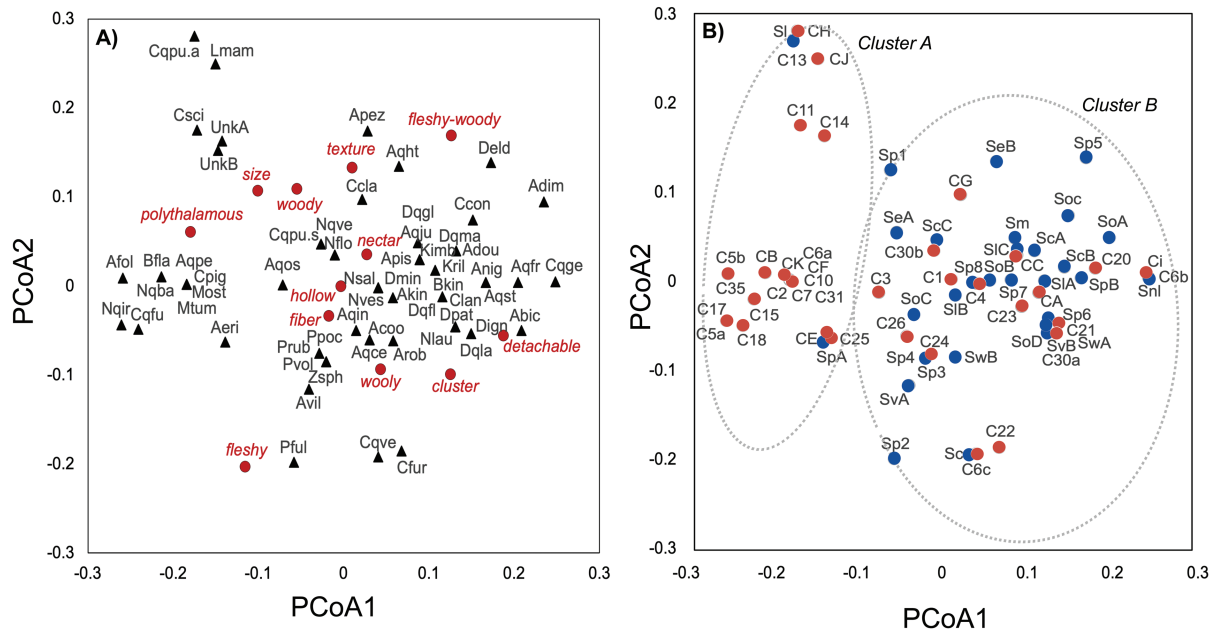 A)
PCoA2
0.3
0.2
0.1
0
-0.1
-0.2
-0.3
-0.3
-0.2
-0.1
0
0.1
0.2
0.3
PCoA1
Cqpu.a
Lmam
Csci
UnkA
UnkB
Apez
fleshy-woody
texture
Aqht
Deld
size
woody
Ccla
Adim
polythalamous
Nqve
Dqgl
Ccon
Cqpu.s
Nflo
nectar
Aqju
Dqma
Kimb
Adou
Afol
Bfla
Aqpe
Aqos
Apis
Kril
Anig
Aqfr
Cqge
Nqba
Cpig
Most
Mtum
Nsal
Dmin
Bkin
Aqst
hollow
Nves
Akin
Clan
Nqir
Cqfu
fiber
Aqin
Dqfl
Dpat
Dign
Abic
Aeri
Acoo
Nlau
detachable
Ppoc
Prub
Aqce
Arob
Dqla
Pvol
Zsph
wooly
cluster
Avil
fleshy
Pful
Cqve
Cfur
B)
PCoA2
0.3
0.2
0.1
0
-0.1
-0.2
-0.3
-0.3
-0.2
-0.1
0
0.1
0.2
0.3
PCoA1
SI
CH
Cluster A
C13
CJ
C11
C14
Cluster B
Sp1
SeB
Sp5
CG
Soc
SeA
ScC
Sm
SoA
C30b
SlC
ScA
C5b
CB
C6a
CK
CF
ScB
C20
Ci
C35
C2
C10
C3
C1
Sp8
SoB
CC
SpB
C6b
C7
C31
C4
SlA
Snl
C17
C15
SoC
SlB
Sp7
CA
C5a
C18
C23
Sp6
C26
C21
CE
C25
C24
SoD
SvB
SwA
SpA
Sp4
Sp3
SwB
C30a
SvA
Sp2
Sc
C22
C6c